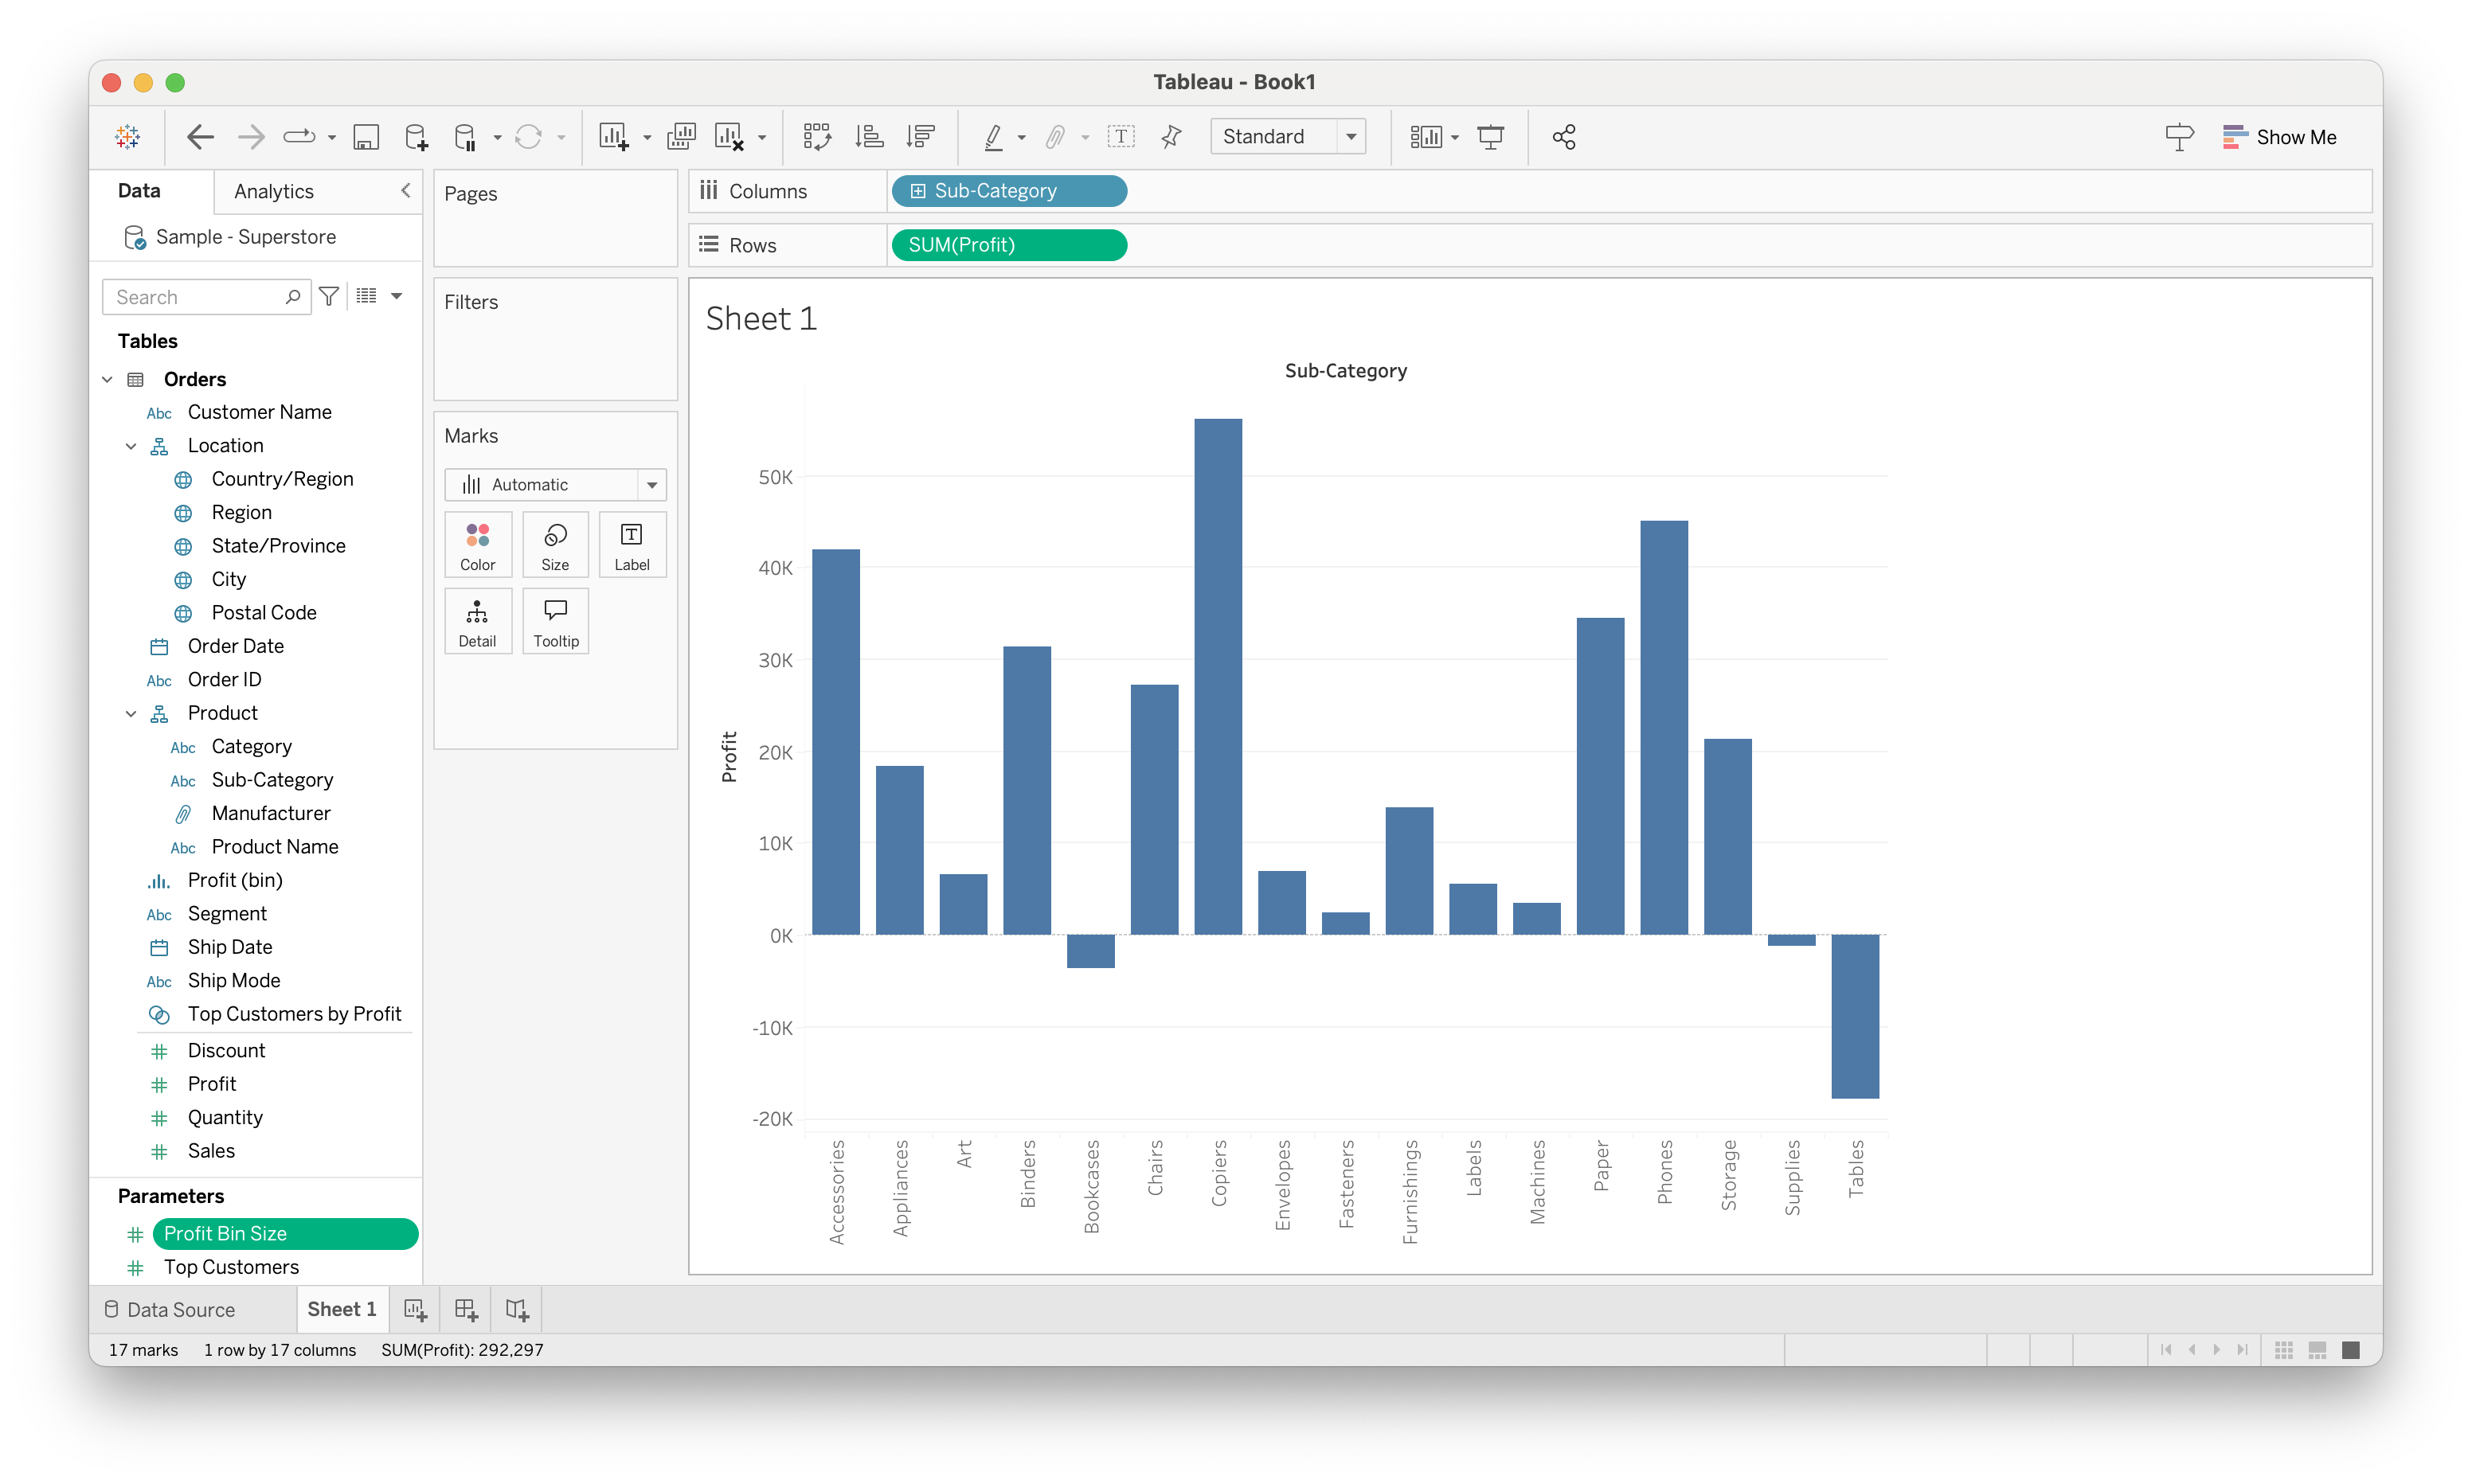 Tableau - Book1
Standard
Show Me
Data
Analytics
Sample - Superstore
Search
Tables
Orders
Abc Customer Name
Location
Country/Region
Region
State/Province
City
Postal Code
Order Date
Abc Order ID
Product
Abc Category
Abc Sub-Category
Manufacturer
Abc Product Name
Profit (bin)
Abc Segment
Ship Date
Abc Ship Mode
Top Customers by Profit
# Discount
# Profit
# Quantity
# Sales
Parameters
# Profit Bin Size
# Top Customers
Pages
Filters
Marks
Automatic
Color Size Label
Detail Tooltip
Columns Sub-Category
Rows SUM(Profit)
Sheet 1
Sub-Category
Profit
50K
40K
30K
20K
10K
0K
-10K
-20K
Accessories
Appliances
Art
Binders
Bookcases
Chairs
Copiers
Envelopes
Fasteners
Furnishings
Labels
Machines
Paper
Phones
Storage
Supplies
Tables
Data Source Sheet 1
17 marks 1 row by 17 columns SUM(Profit): 292,297